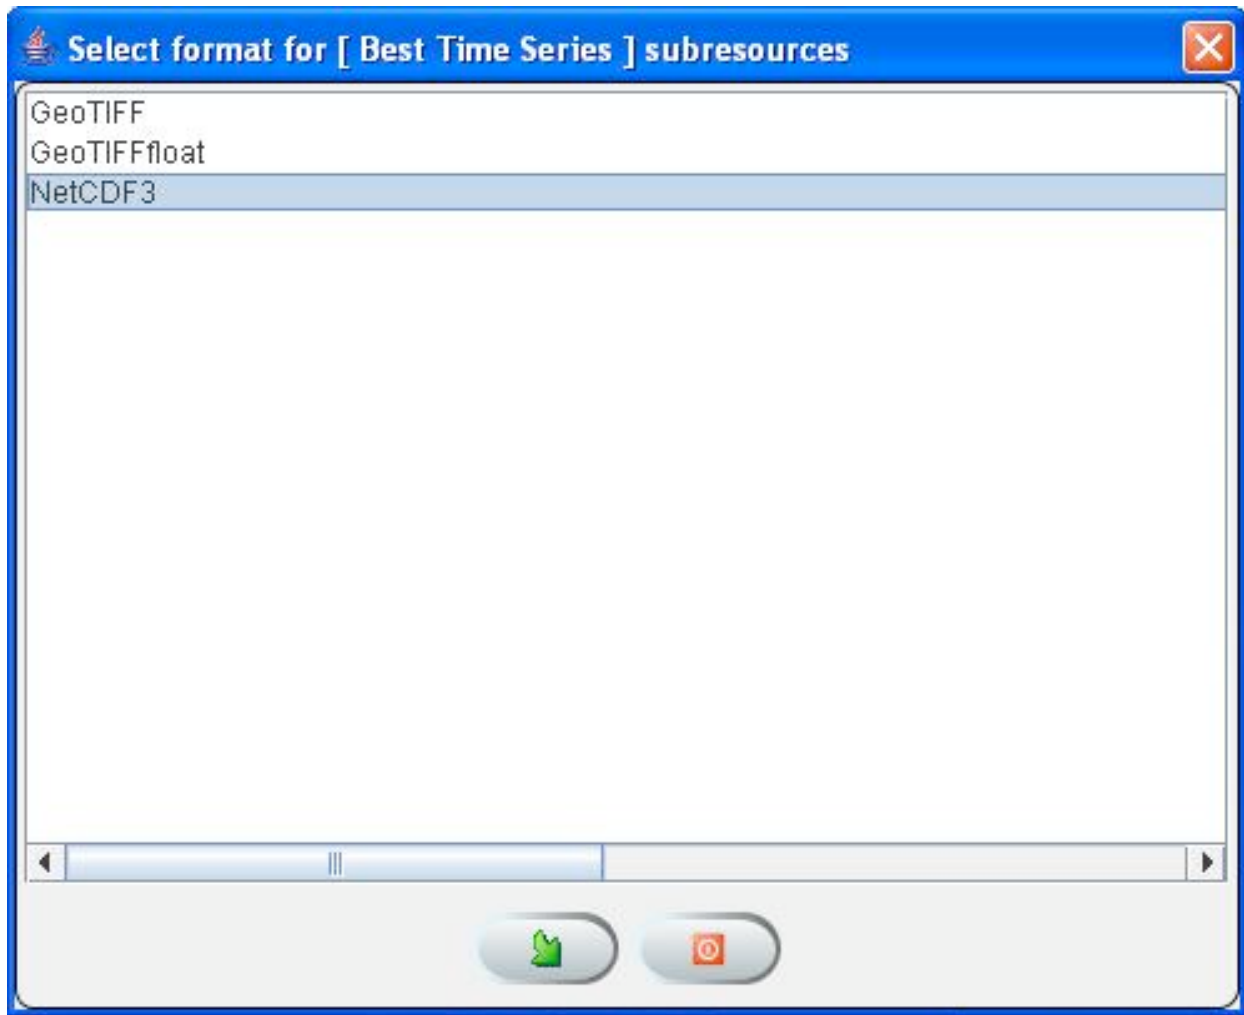 Select format for [ Best Time Series ] subresources
GeoTIFF
GeoTIFFfloat
NetCDF3